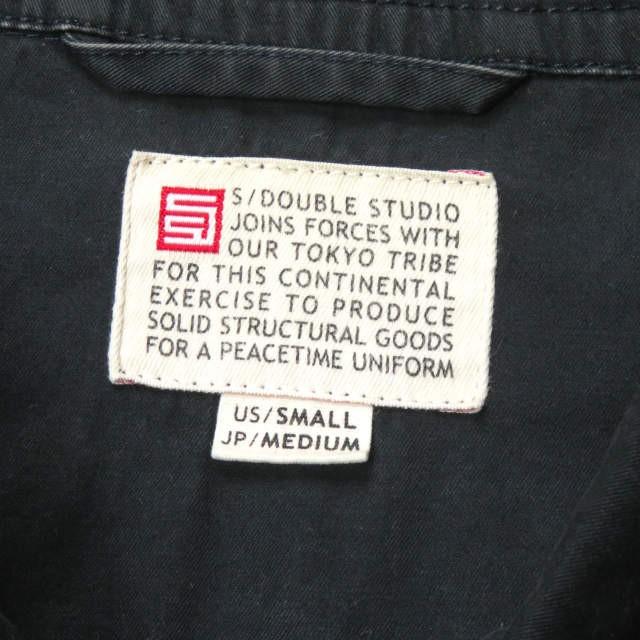 S/DOUBLE STUDIO
JOINS FORCES WITH
OUR TOKYO TRIBE
FOR THIS CONTINENTAL
EXERCISE TO PRODUCE
SOLID STRUCTURAL GOODS
FOR A PEACETIME UNIFORM
US/SMALL
JP/MEDIUM